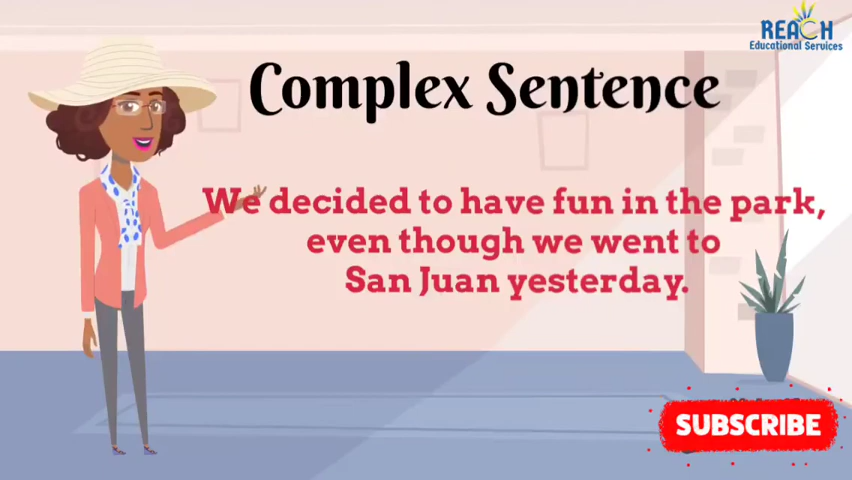 REACH
Educational Services
Complex Sentence
We decided to have fun in the park,
even though we went to
San Juan yesterday.
SUBSCRIBE